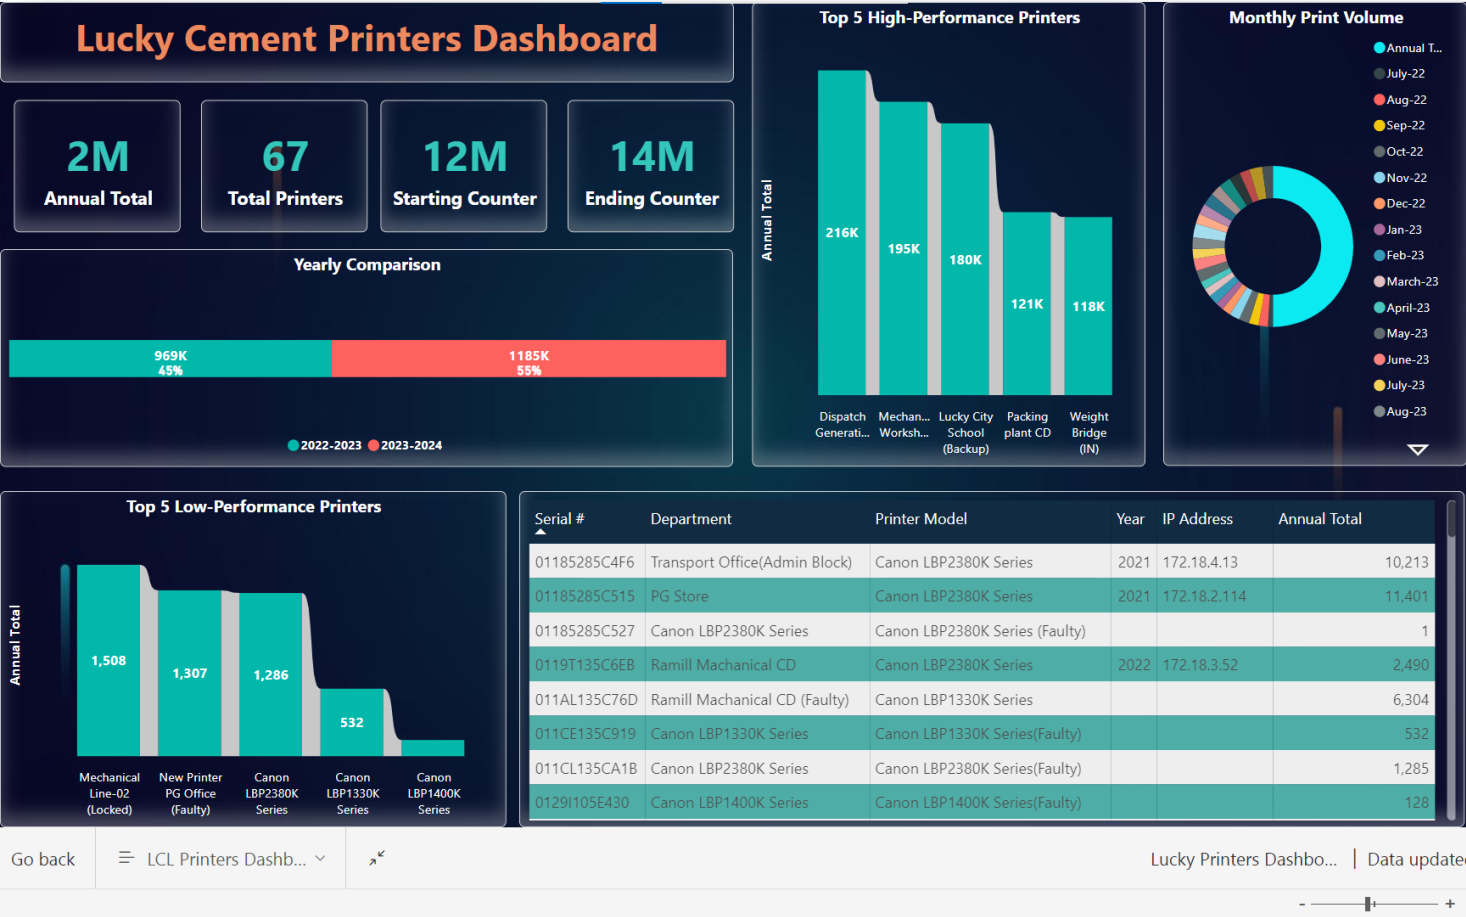 Lucky Cement Printers Dashboard
2M
Annual Total
67
Total Printers
12M
Starting Counter
14M
Ending Counter
Yearly Comparison
969K
45%
1185K
55%
2022-2023 2023-2024
Top 5 High-Performance Printers
Annual Total
216K
195K
180K
121K
118K
Dispatch Generati...
Mechan... Worksh...
Lucky City School (Backup)
Packing plant CD
Weight Bridge (IN)
Monthly Print Volume
Annual T...
July-22
Aug-22
Sep-22
Oct-22
Nov-22
Dec-22
Jan-23
Feb-23
March-23
April-23
May-23
June-23
July-23
Aug-23
Top 5 Low-Performance Printers
Annual Total
1,508
1,307
1,286
532
Mechanical Line-02 (Locked)
New Printer PG Office (Faulty)
Canon LBP2380K Series
Canon LBP1330K Series
Canon LBP1400K Series
Serial # Department Printer Model Year IP Address Annual Total
01185285C4F6 Transport Office(Admin Block) Canon LBP2380K Series 2021 172.18.4.13 10,213
01185285C515 PG Store Canon LBP2380K Series 2021 172.18.2.114 11,401
01185285C527 Canon LBP2380K Series Canon LBP2380K Series (Faulty) 1
0119T135C6EB Ramill Machanical CD Canon LBP2380K Series 2022 172.18.3.52 2,490
011AL135C76D Ramill Machanical CD (Faulty) Canon LBP1330K Series 6,304
011CE135C919 Canon LBP1330K Series Canon LBP1330K Series(Faulty) 532
011CL135CA1B Canon LBP2380K Series Canon LBP2380K Series(Faulty) 1,285
0129I105E430 Canon LBP1400K Series Canon LBP1400K Series(Faulty) 128
Go back LCL Printers Dashb... Lucky Printers Dashbo... | Data update
- +